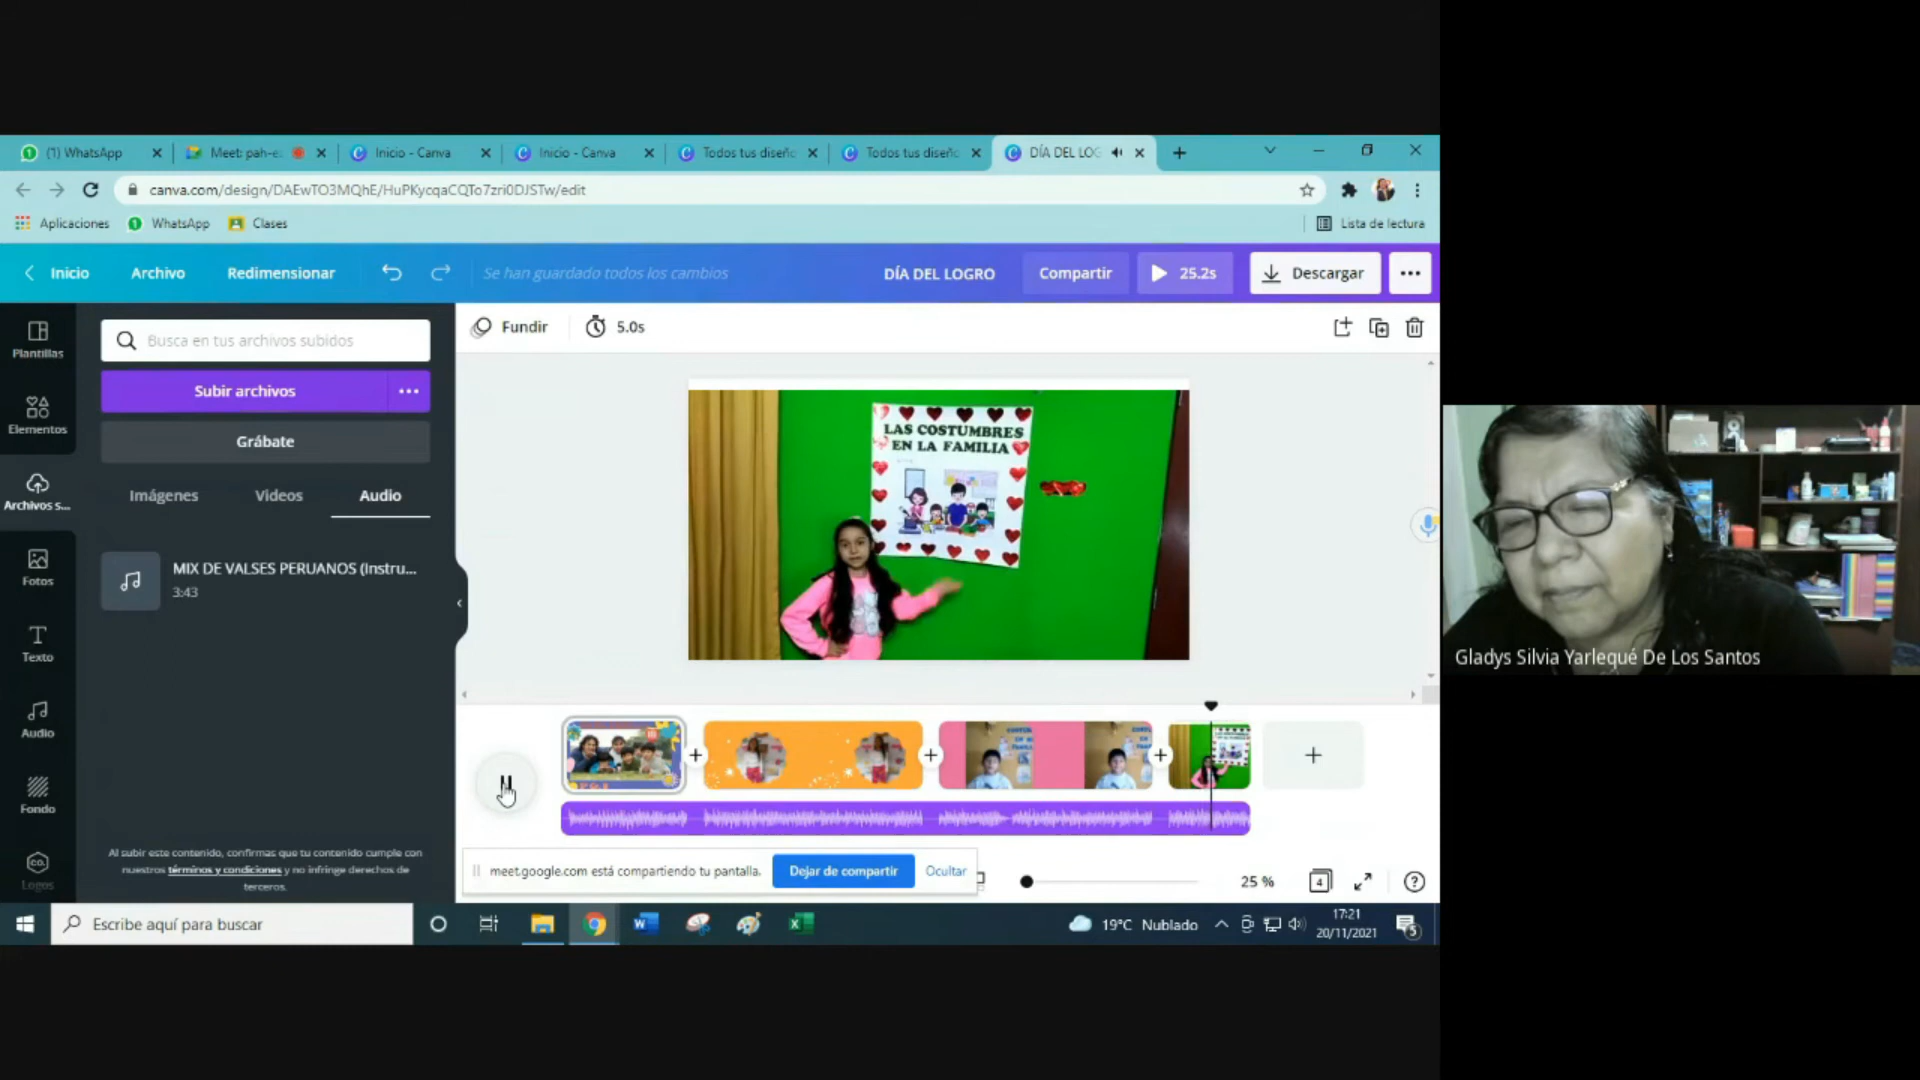 (1) WhatsApp
Meet: pah-e
Inicio - Canva
Inicio - Canva
Todos tus diseño
Todos tus diseño
DÍA DEL LOG
canva.com/design/DAEwTO3MQhE/HuPKycqaCQTo7zri0DJSTw/edit
Aplicaciones
WhatsApp
Clases
Lista de lectura
Inicio
Archivo
Redimensionar
Se han guardado todos los cambios
DÍA DEL LOGRO
Compartir
25.2s
Descargar
Plantillas
Elementos
Archivos s...
Fotos
Texto
Audio
Fondo
CO.
Logos
Busca en tus archivos subidos
Subir archivos
Grábate
Imágenes
Videos
Audio
MIX DE VALSES PERUANOS (Instru...
3:43
Al subir este contenido, confirmas que tu contenido cumple con
nuestros términos y condiciones y no infringe derechos de
terceros.
Fundir
5.0s
LAS COSTUMBRES
EN LA FAMILIA
meet.google.com está compartiendo tu pantalla.
Dejar de compartir
Ocultar
25 %
4
Gladys Silvia Yarlequé De Los Santos
Escribe aquí para buscar
19°C Nublado
17:21
20/11/2021
5